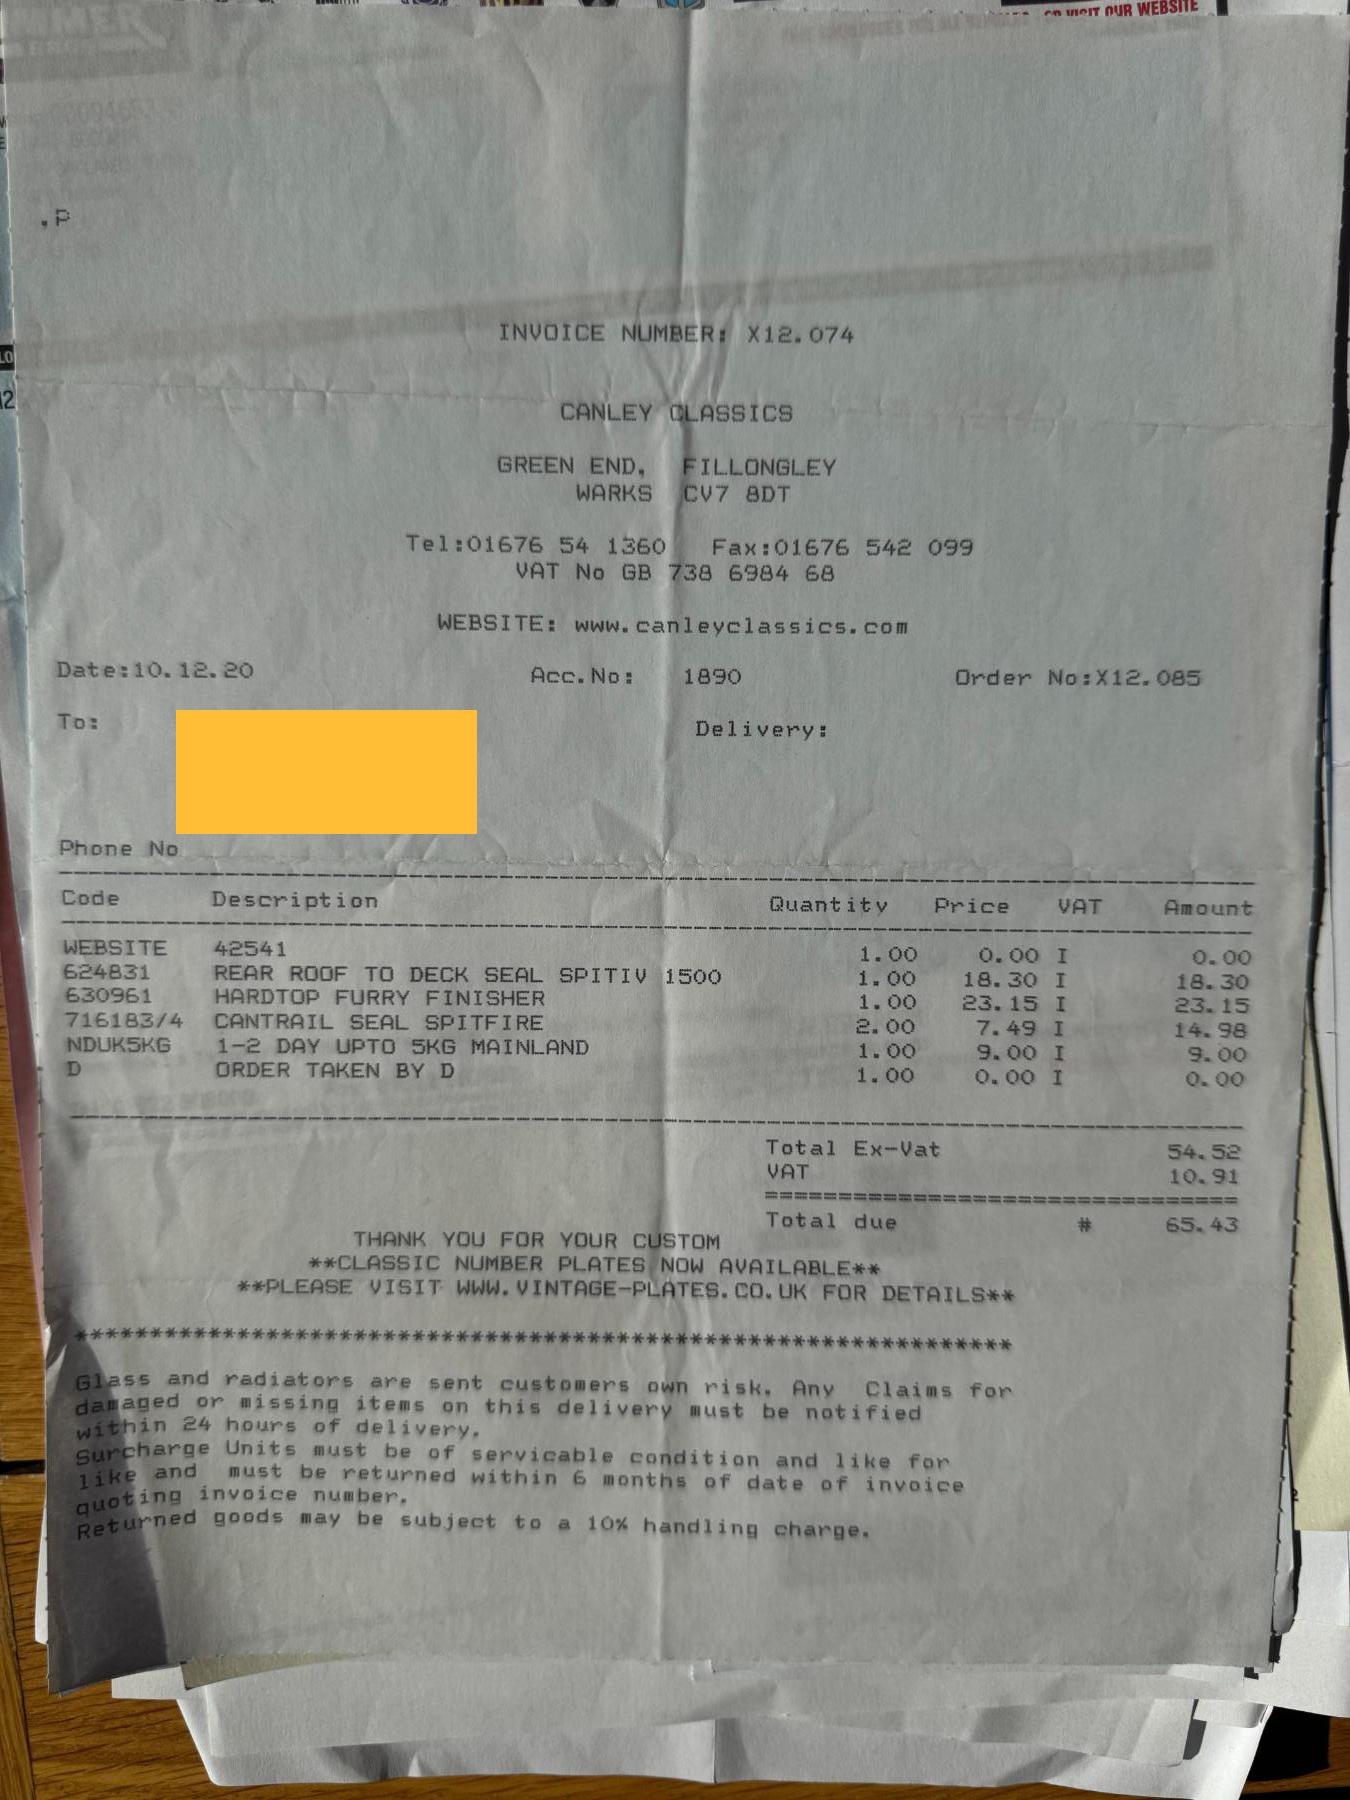 OR VISIT OUR WEBSITE
.P
INVOICE NUMBER: X12.074
CANLEY CLASSICS
GREEN END, FILLONGLEY
WARKS CV7 8DT
Tel:01676 54 1360 Fax:01676 542 099
VAT No GB 738 6984 68
WEBSITE: www.canleyclassics.com
Date:10.12.20 Acc.No: 1890 Order No:X12.085
To: Delivery:
Phone No
Code Description Quantity Price VAT Amount
WEBSITE 42541 1.00 0.00 I 0.00
624831 REAR ROOF TO DECK SEAL SPITIV 1500 1.00 18.30 I 18.30
630961 HARDTOP FURRY FINISHER 1.00 23.15 I 23.15
716183/4 CANTRAIL SEAL SPITFIRE 2.00 7.49 I 14.98
NDUK5KG 1-2 DAY UPTO 5KG MAINLAND 1.00 9.00 I 9.00
D ORDER TAKEN BY D 1.00 0.00 I 0.00
Total Ex-Vat 54.52
VAT 10.91
Total due # 65.43
THANK YOU FOR YOUR CUSTOM
**CLASSIC NUMBER PLATES NOW AVAILABLE**
**PLEASE VISIT WWW.VINTAGE-PLATES.CO.UK FOR DETAILS**
Glass and radiators are sent customers own risk. Any Claims for
damaged or missing items on this delivery must be notified
within 24 hours of delivery.
Surcharge Units must be of servicable condition and like for
like and must be returned within 6 months of date of invoice
quoting invoice number.
Returned goods may be subject to a 10% handling charge.